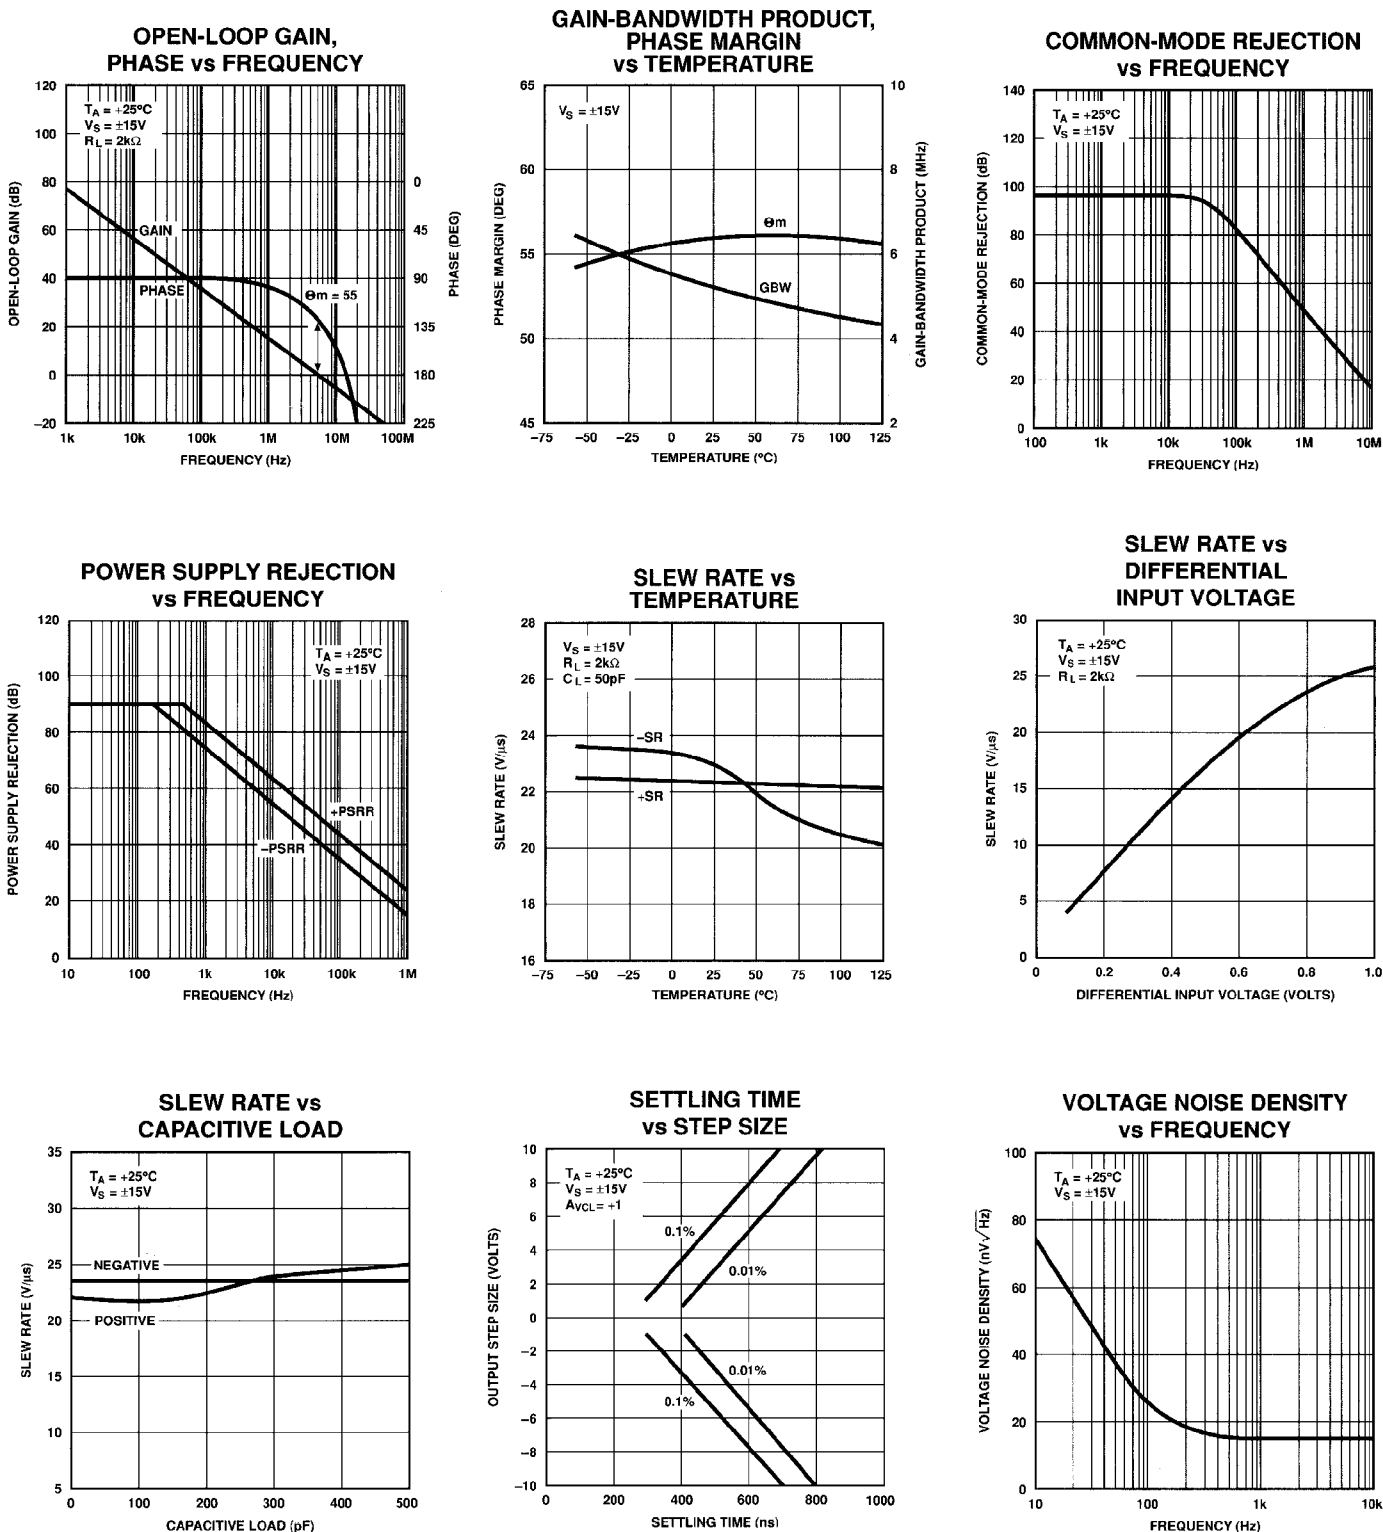 OPEN-LOOP GAIN,
PHASE vs FREQUENCY
120
100
80
60
40
20
0
–20
OPEN-LOOP GAIN (dB)
TA = +25°C
VS = ±15V
RL = 2kΩ
GAIN
PHASE
Θm = 55
0
45
90
135
180
225
PHASE (DEG)
1k 10k 100k 1M 10M 100M
FREQUENCY (Hz)
GAIN-BANDWIDTH PRODUCT,
PHASE MARGIN
vs TEMPERATURE
65
60
55
50
45
PHASE MARGIN (DEG)
VS = ±15V
Θm
GBW
10
8
6
4
2
GAIN-BANDWIDTH PRODUCT (MHz)
–75 –50 –25 0 25 50 75 100 125
TEMPERATURE (°C)
COMMON-MODE REJECTION
vs FREQUENCY
140
120
100
80
60
40
20
0
COMMON-MODE REJECTION (dB)
TA = +25°C
VS = ±15V
100 1k 10k 100k 1M 10M
FREQUENCY (Hz)
POWER SUPPLY REJECTION
vs FREQUENCY
120
100
80
60
40
20
0
POWER SUPPLY REJECTION (dB)
TA = +25°C
VS = ±15V
+PSRR
–PSRR
10 100 1k 10k 100k 1M
FREQUENCY (Hz)
SLEW RATE vs
TEMPERATURE
28
26
24
22
20
18
16
SLEW RATE (V/µs)
VS = ±15V
RL = 2kΩ
CL = 50pF
–SR
+SR
–75 –50 –25 0 25 50 75 100 125
TEMPERATURE (°C)
SLEW RATE vs
DIFFERENTIAL
INPUT VOLTAGE
30
25
20
15
10
5
0
SLEW RATE (V/µs)
TA = +25°C
VS = ±15V
RL = 2kΩ
0 0.2 0.4 0.6 0.8 1.0
DIFFERENTIAL INPUT VOLTAGE (VOLTS)
SLEW RATE vs
CAPACITIVE LOAD
35
30
25
20
15
10
5
SLEW RATE (V/µs)
TA = +25°C
VS = ±15V
NEGATIVE
POSITIVE
0 100 200 300 400 500
CAPACITIVE LOAD (pF)
SETTLING TIME
vs STEP SIZE
10
8
6
4
2
0
–2
–4
–6
–8
–10
OUTPUT STEP SIZE (VOLTS)
TA = +25°C
VS = ±15V
AVCL = +1
0.1%
0.01%
0.01%
0.1%
0 200 400 600 800 1000
SETTLING TIME (ns)
VOLTAGE NOISE DENSITY
vs FREQUENCY
100
80
60
40
20
0
VOLTAGE NOISE DENSITY (nV√Hz)
TA = +25°C
VS = ±15V
10 100 1k 10k
FREQUENCY (Hz)